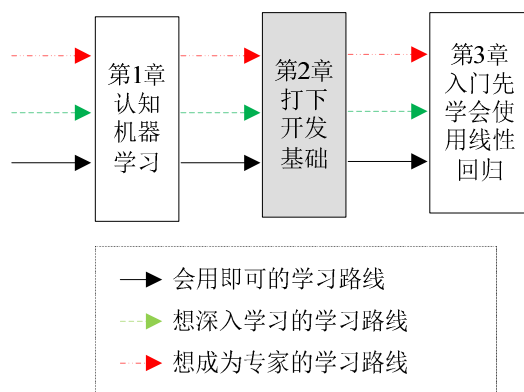 第1章
认知
机器
学习
第2章
打下
开发
基础
第3章
入门先
学会使
用线性
回归
会用即可的学习路线
想深入学习的学习路线
想成为专家的学习路线